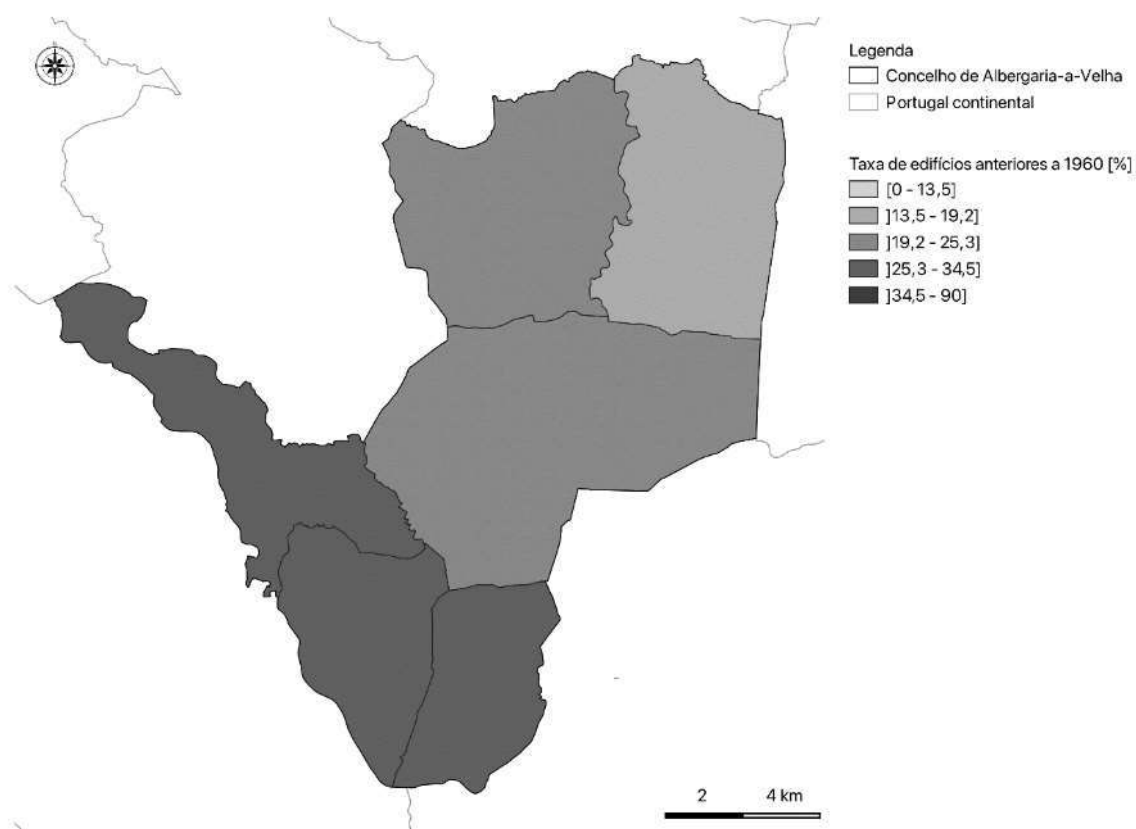 Legenda
Concelho de Albergaria-a-Velha
Portugal continental
Taxa de edifícios anteriores a 1960 [%]
[0 - 13,5]
]13,5 - 19,2]
]19,2 - 25,3]
]25,3 - 34,5]
]34,5 - 90]
2 4 km